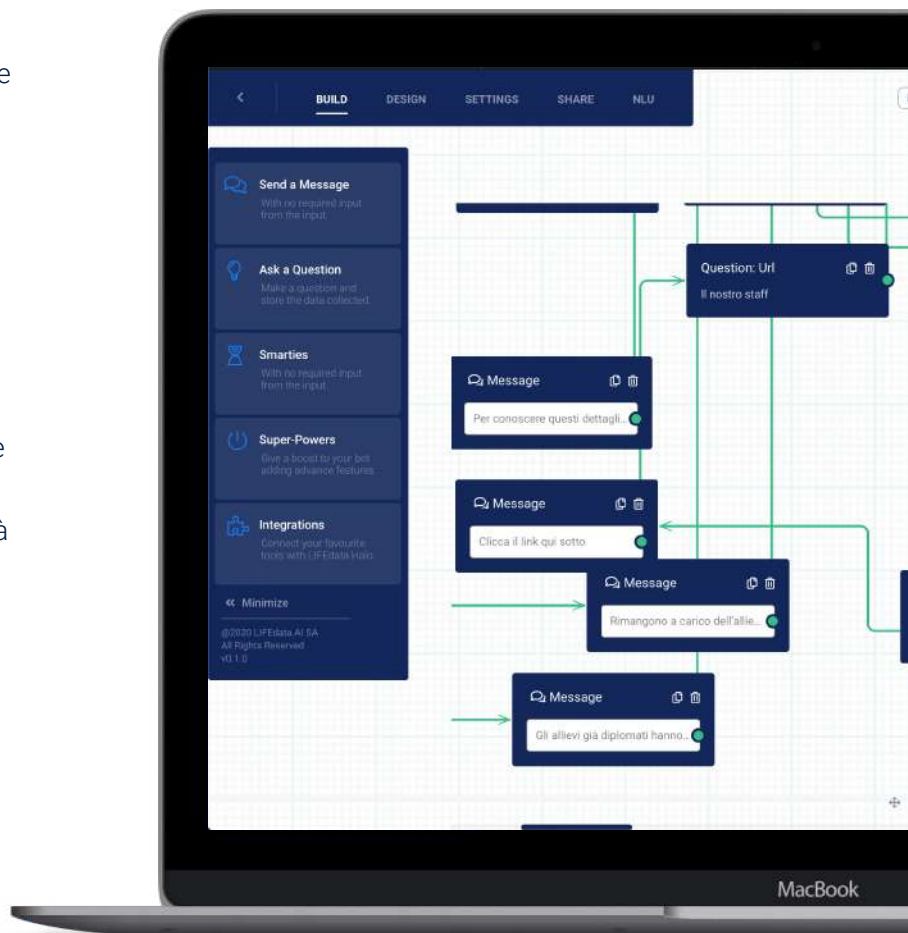 e
BUILD DESIGN SETTINGS SHARE NLU
Send a Message
With no required input
from the input
Ask a Question
Make a question and
store the data collected.
Smarties
With no required input
from the input
Super-Powers
Give a boost to your bot
adding advance features
Integrations
Connect your favourite
tools with LIFEdata Halo.
Minimize
@2020 LIFEdata AI SA
All Rights Reserved
v0.1.0
Question: Url
Il nostro staff
Message
Per conoscere questi dettagli...
Message
Clicca il link qui sotto
Message
Rimangono a carico dell'allie...
Message
Gli allievi già diplomati hanno...
e
à
MacBook